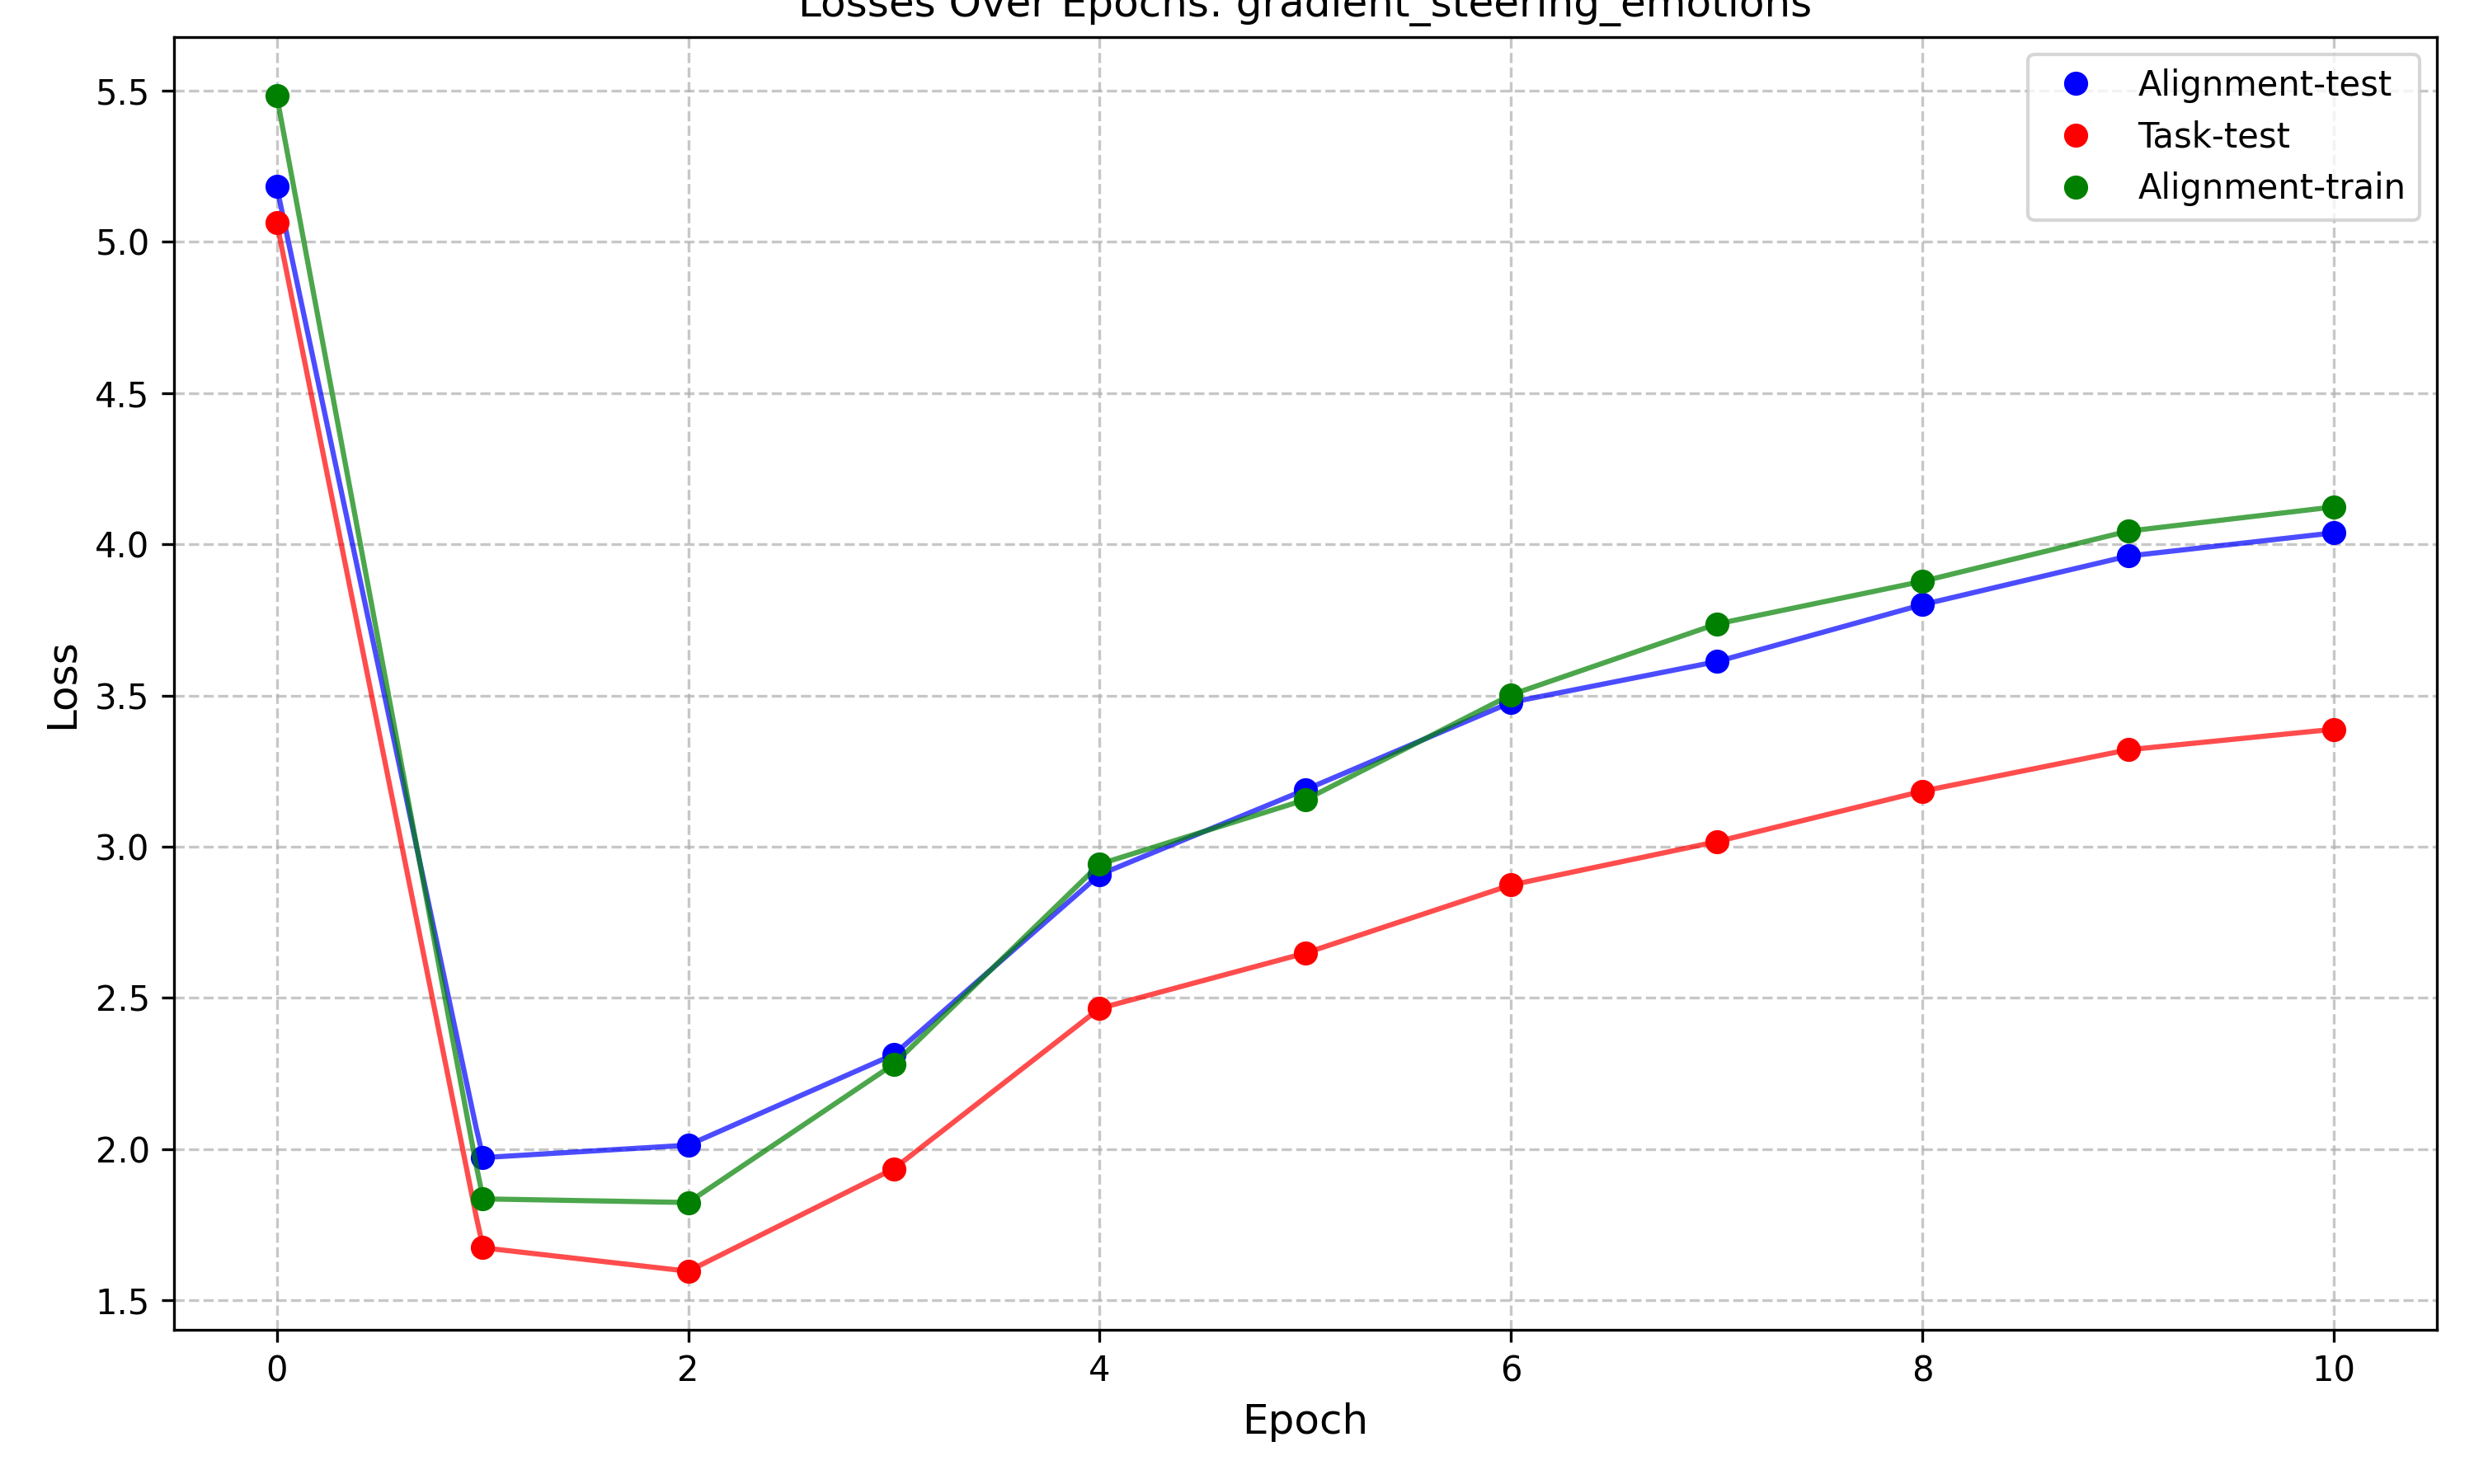 Losses Over Epochs: gradient_steering_emotions
5.5
5.0
4.5
4.0
3.5
3.0
2.5
2.0
1.5
Loss
0
2
4
6
8
10
Epoch
Alignment-test
Task-test
Alignment-train